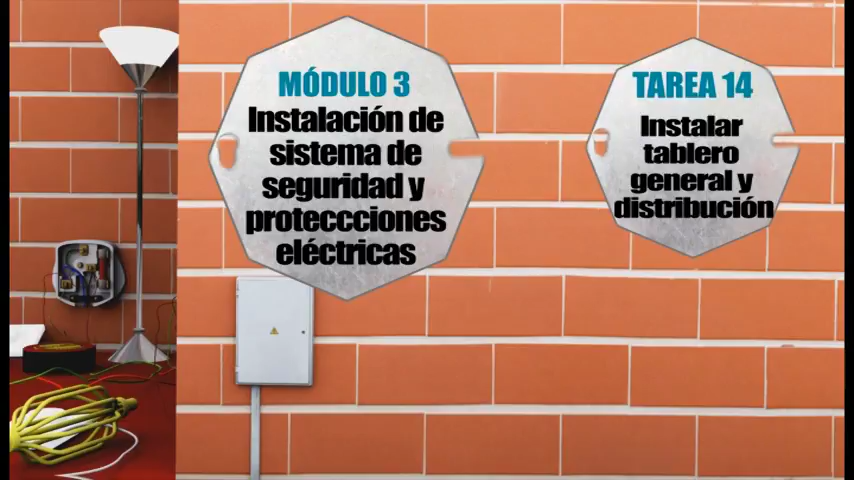 MÓDULO 3
Instalación de
sistema de
seguridad y
proteccciones
eléctricas
TAREA 14
Instalar
tablero
general y
distribución